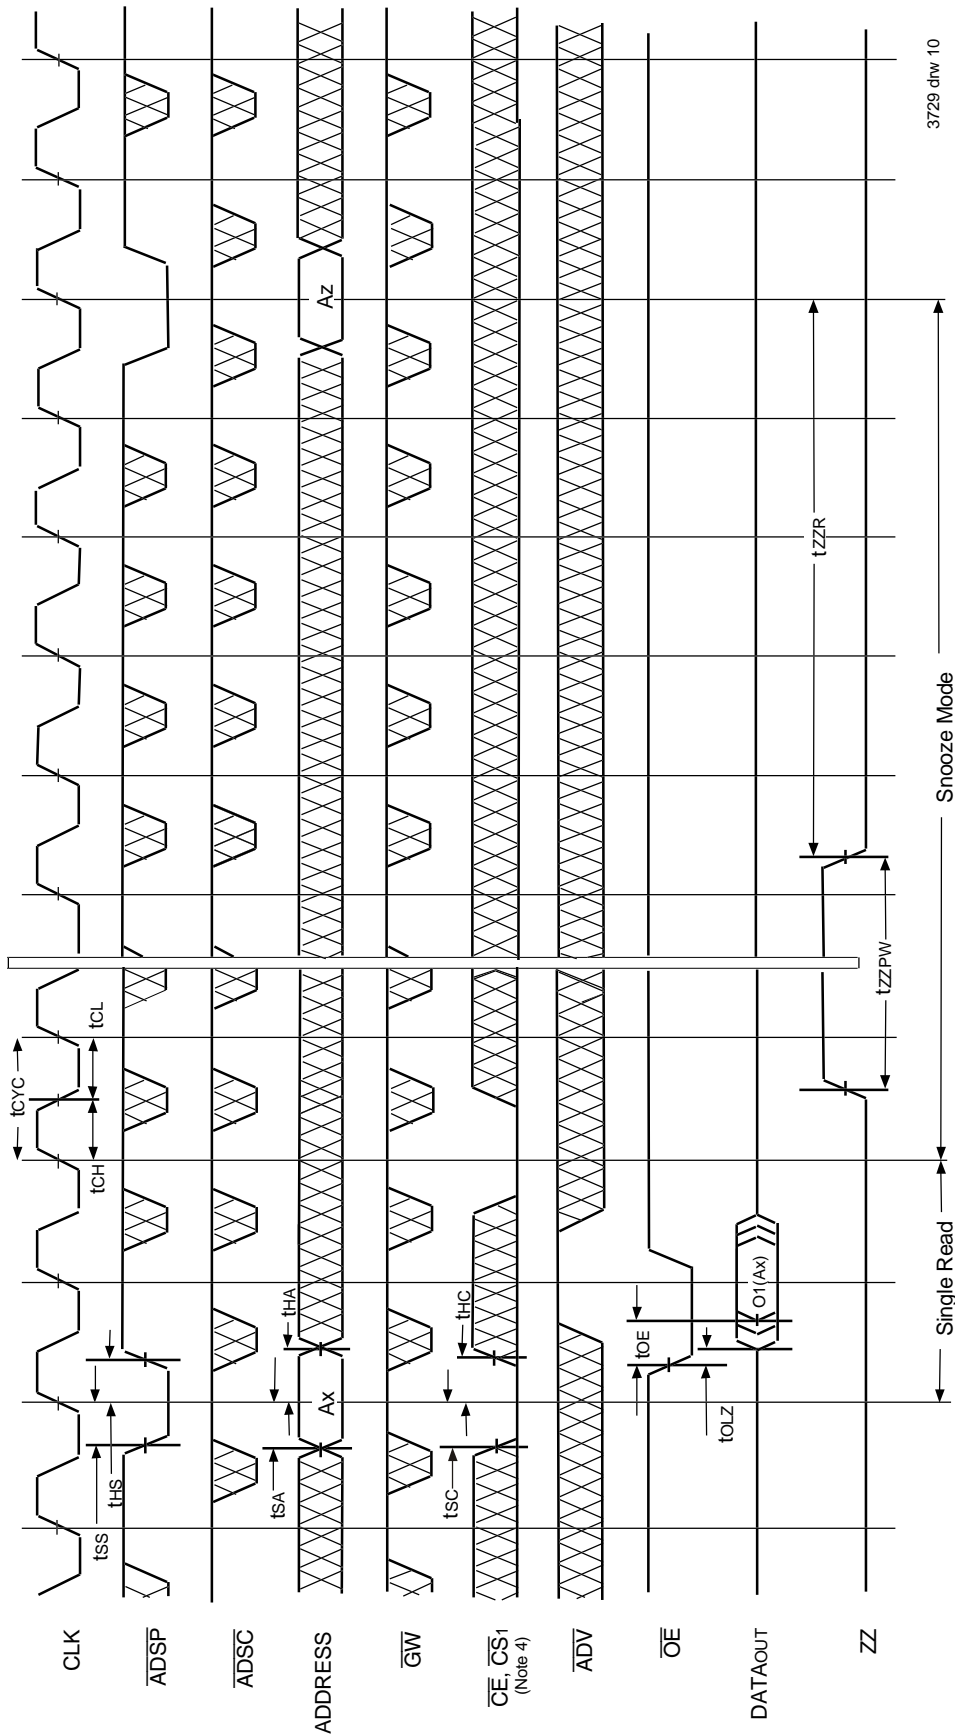 CLK
tSS
tHS
tCH
tCYC
tCL
ADSP
ADSC
ADDRESS
tSA
Ax
tHA
Az
GW
CE, CS1
(Note 4)
tSC
tHC
ADV
OE
tOLZ
tOE
DATAOUT
O1(Ax)
ZZ
tZZPW
tZZR
Single Read
Snooze Mode
3729 drw 10